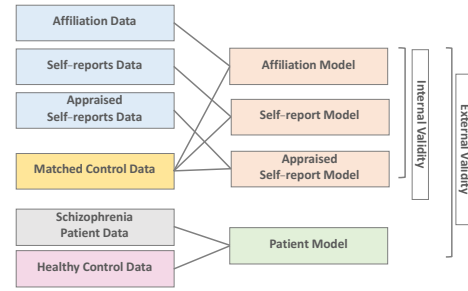 Affiliation Data
Self-reports Data
Appraised
Self-reports Data
Matched Control Data
Schizophrenia
Patient Data
Healthy Control Data
Affiliation Model
Self-report Model
Appraised
Self-report Model
Patient Model
Internal Validity
External Validity